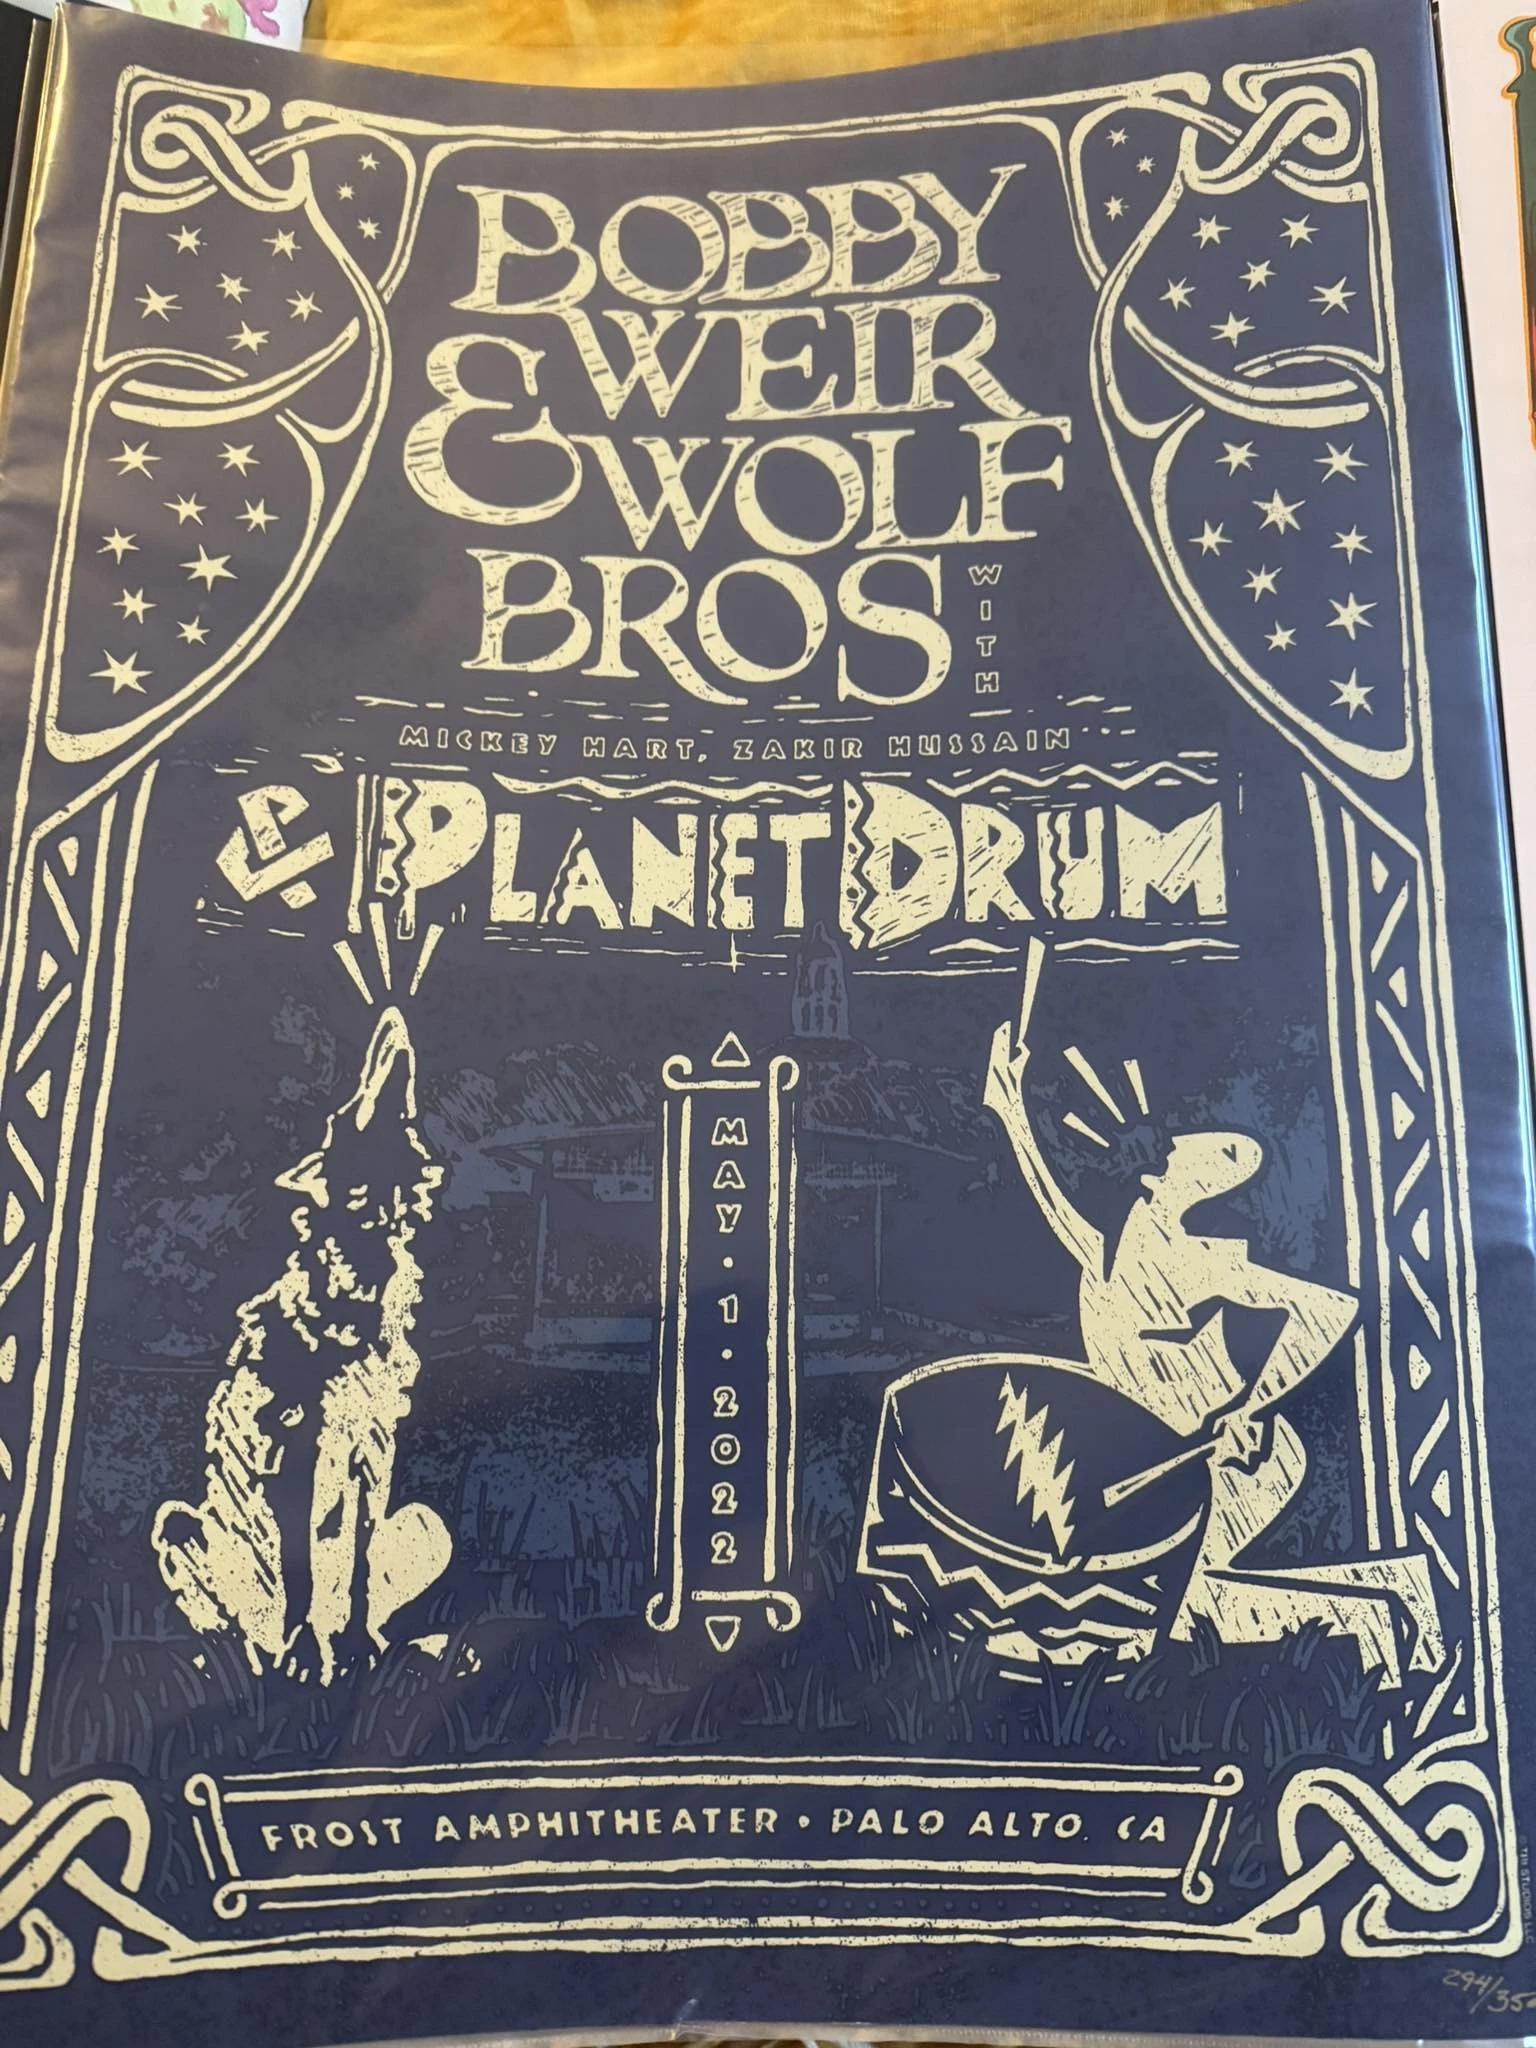 BOBBY
WEIR
& WOLF
BROS WITH
MICKEY HART, ZAKIR HUSSAIN
& PLANET DRUM
MAY • 1 • 2022
FROST AMPHITHEATER • PALO ALTO, CA